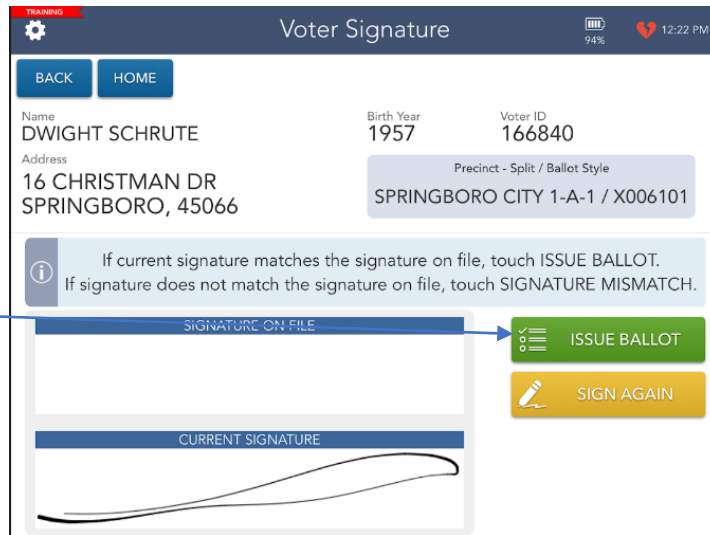 TRAINING
Voter Signature
94%
12:22 PM
BACK
HOME
Name
DWIGHT SCHRUTE
Birth Year
1957
Voter ID
166840
Address
16 CHRISTMAN DR
SPRINGBORO, 45066
Precinct - Split / Ballot Style
SPRINGBORO CITY 1-A-1 / X006101
If current signature matches the signature on file, touch ISSUE BALLOT.
If signature does not match the signature on file, touch SIGNATURE MISMATCH.
SIGNATURE ON FILE
ISSUE BALLOT
SIGN AGAIN
CURRENT SIGNATURE